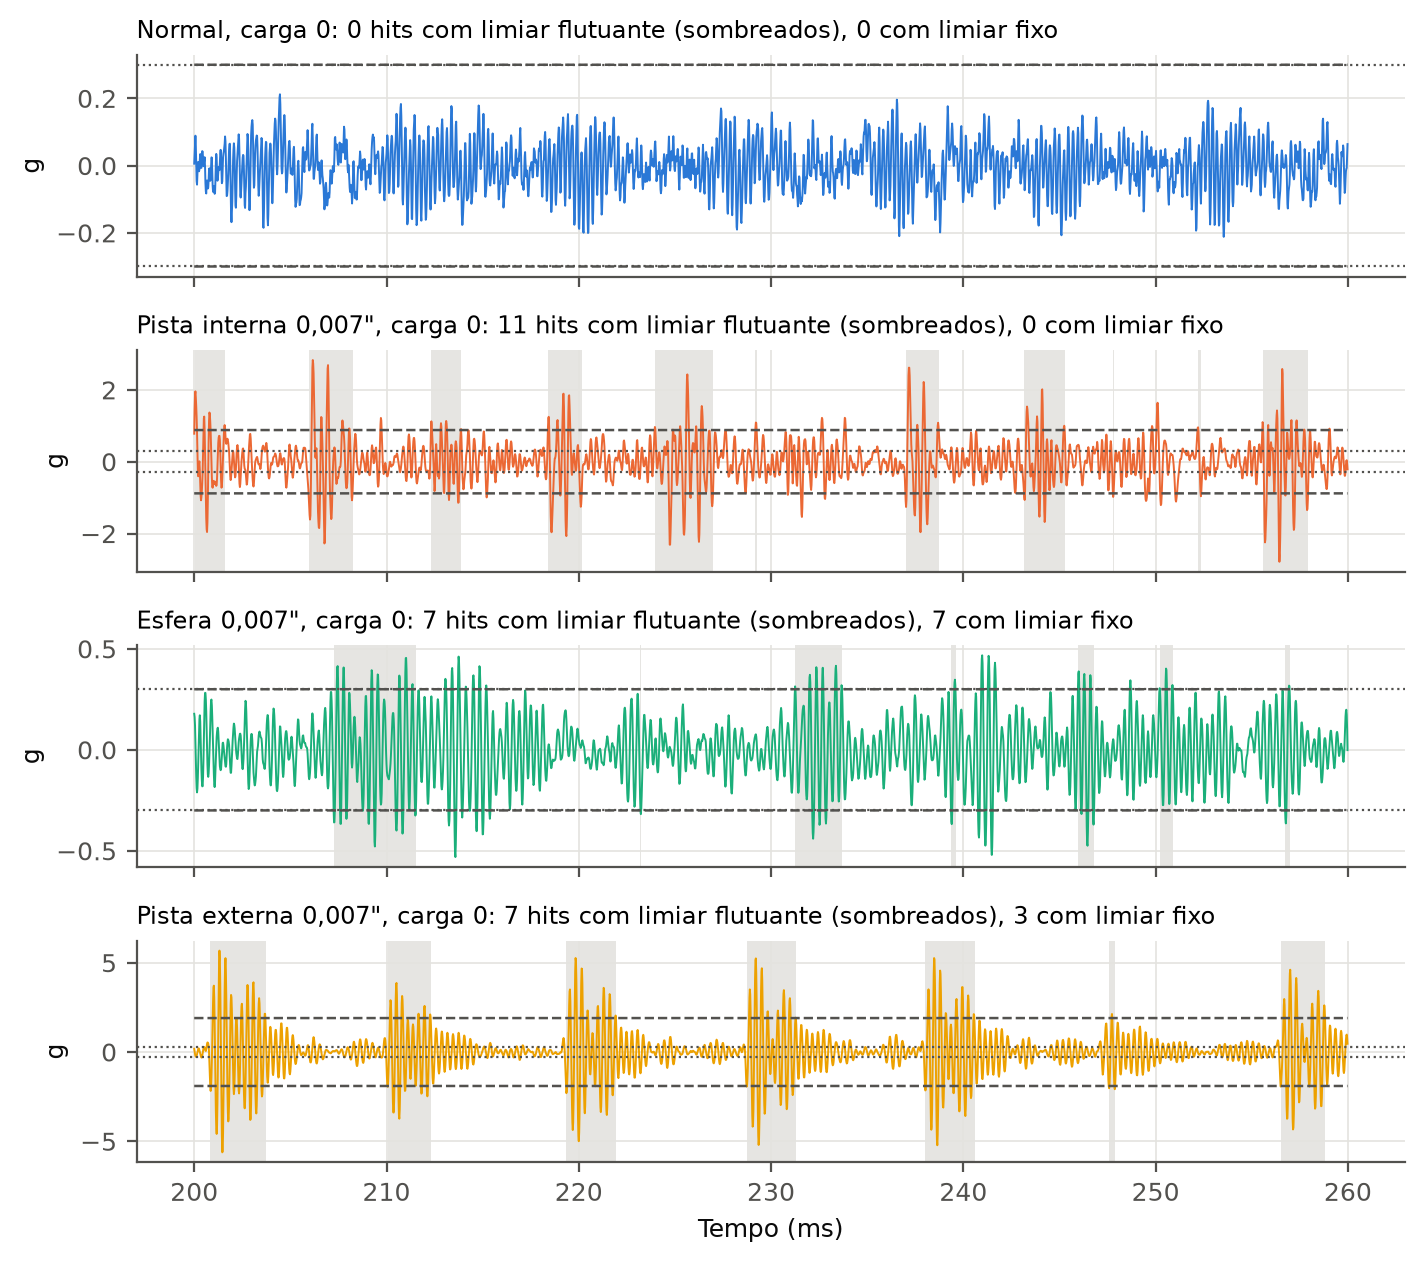 Normal, carga 0: 0 hits com limiar flutuante (sombreados), 0 com limiar fixo
0.2
0.0
−0.2
g
Pista interna 0,007", carga 0: 11 hits com limiar flutuante (sombreados), 0 com limiar fixo
2
0
−2
g
Esfera 0,007", carga 0: 7 hits com limiar flutuante (sombreados), 7 com limiar fixo
0.5
0.0
−0.5
g
Pista externa 0,007", carga 0: 7 hits com limiar flutuante (sombreados), 3 com limiar fixo
5
0
−5
g
200 210 220 230 240 250 260
Tempo (ms)